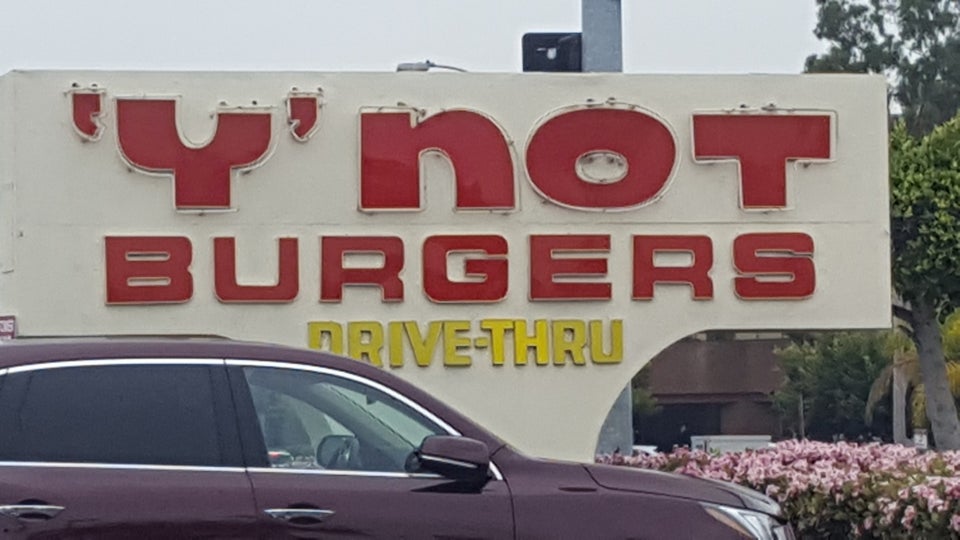 'Y' nOT
BURGERS
DRIVE-THRU